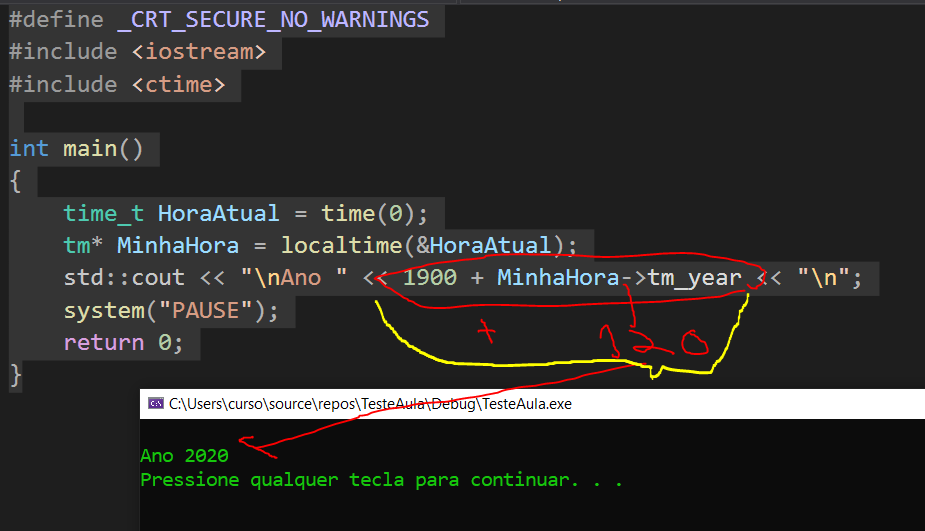 #define _CRT_SECURE_NO_WARNINGS
#include <iostream>
#include <ctime>
int main()
{
time_t HoraAtual = time(0);
tm* MinhaHora = localtime(&HoraAtual);
std::cout << "\nAno " << 1900 + MinhaHora->tm_year << "\n";
system("PAUSE");
+
return 0;
}
C:\Users\curso\source\repos\TesteAula\Debug\TesteAula.exe
Ano 2020
Pressione qualquer tecla para continuar. . .